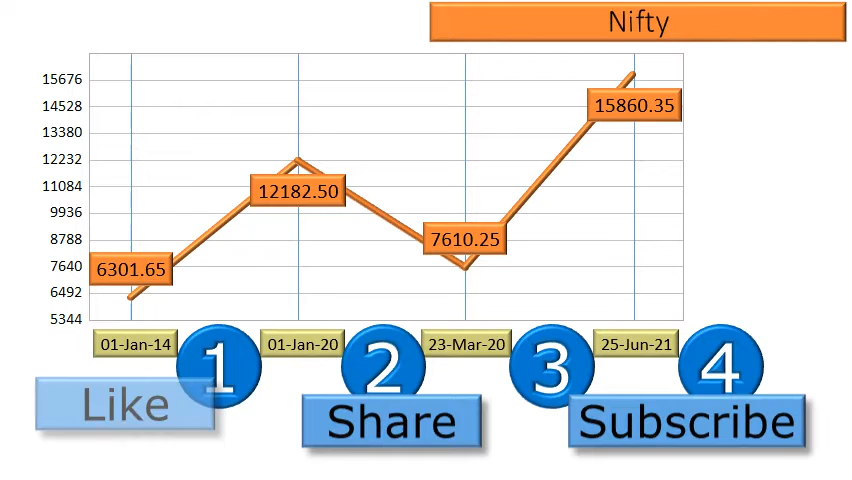 Nifty
15676
14528
13380
12232
11084
9936
8788
7640
6492
5344
15860.35
12182.50
7610.25
6301.65
01-Jan-14
01-Jan-20
23-Mar-20
25-Jun-21
1
2
3
4
Like
Share
Subscribe